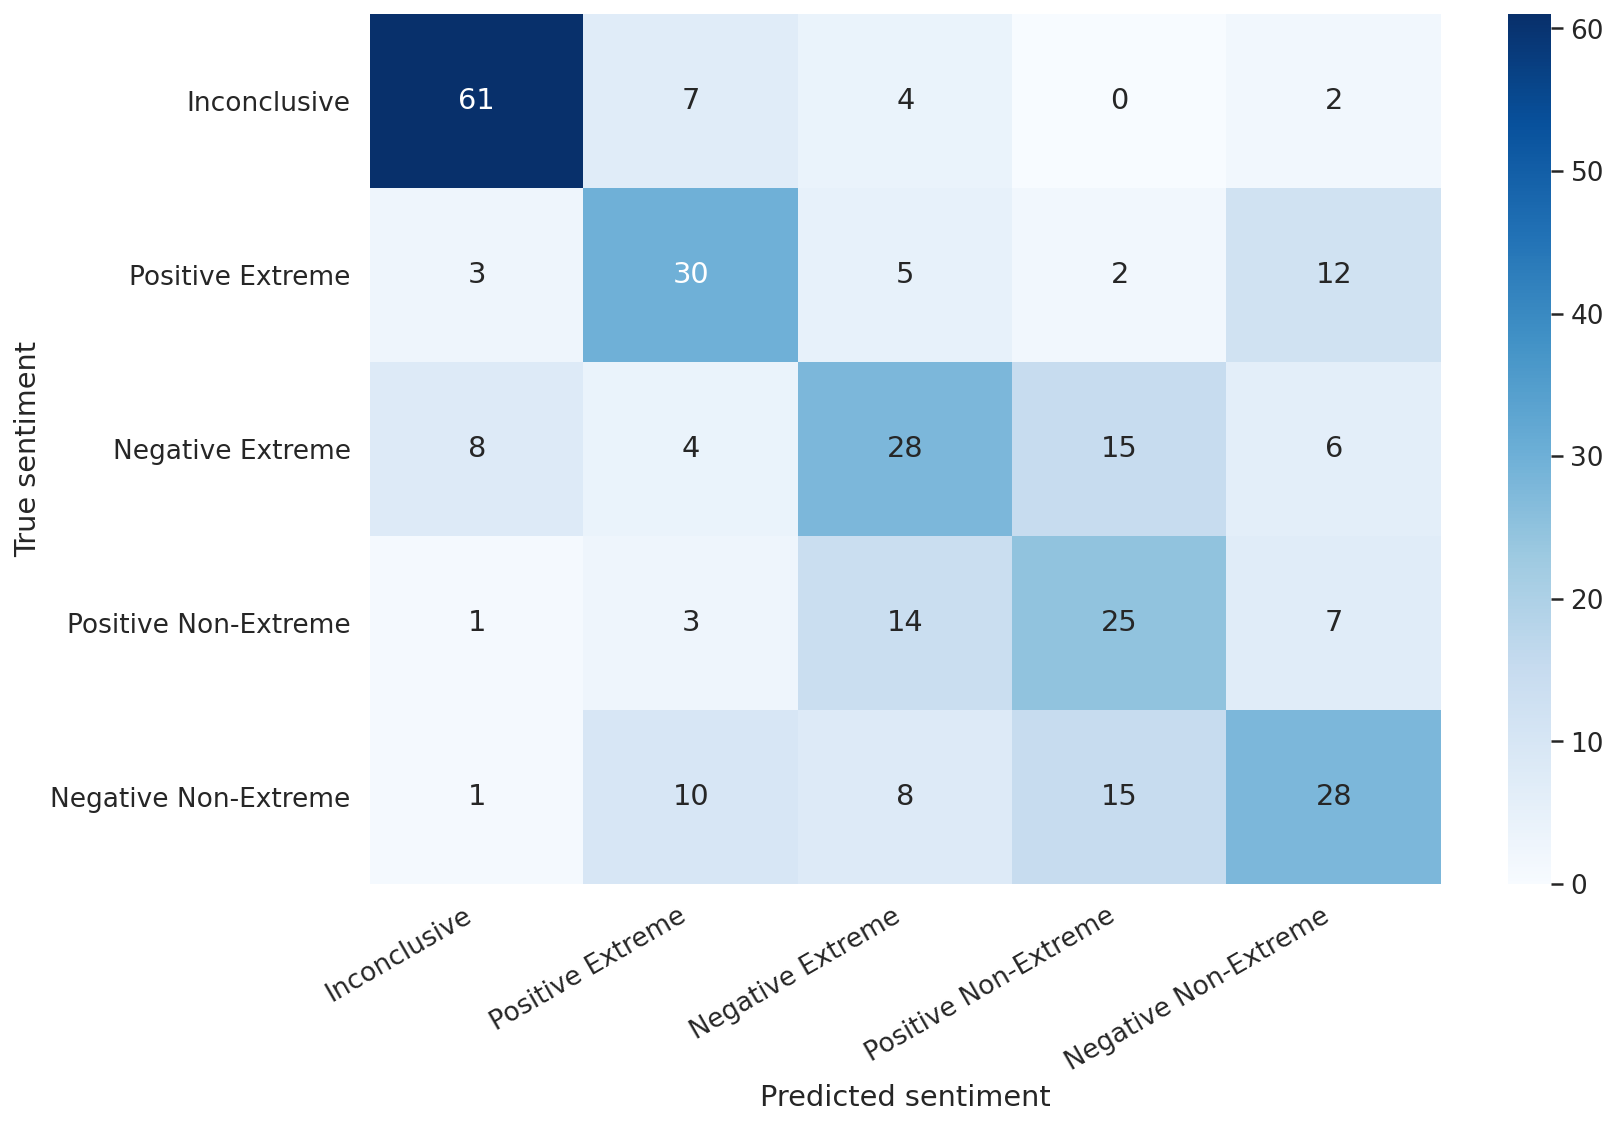 Inconclusive 61 7 4 0 2
Positive Extreme 3 30 5 2 12
Negative Extreme 8 4 28 15 6
Positive Non-Extreme 1 3 14 25 7
Negative Non-Extreme 1 10 8 15 28
True sentiment
Inconclusive
Positive Extreme
Negative Extreme
Positive Non-Extreme
Negative Non-Extreme
Predicted sentiment
60
50
40
30
20
10
0